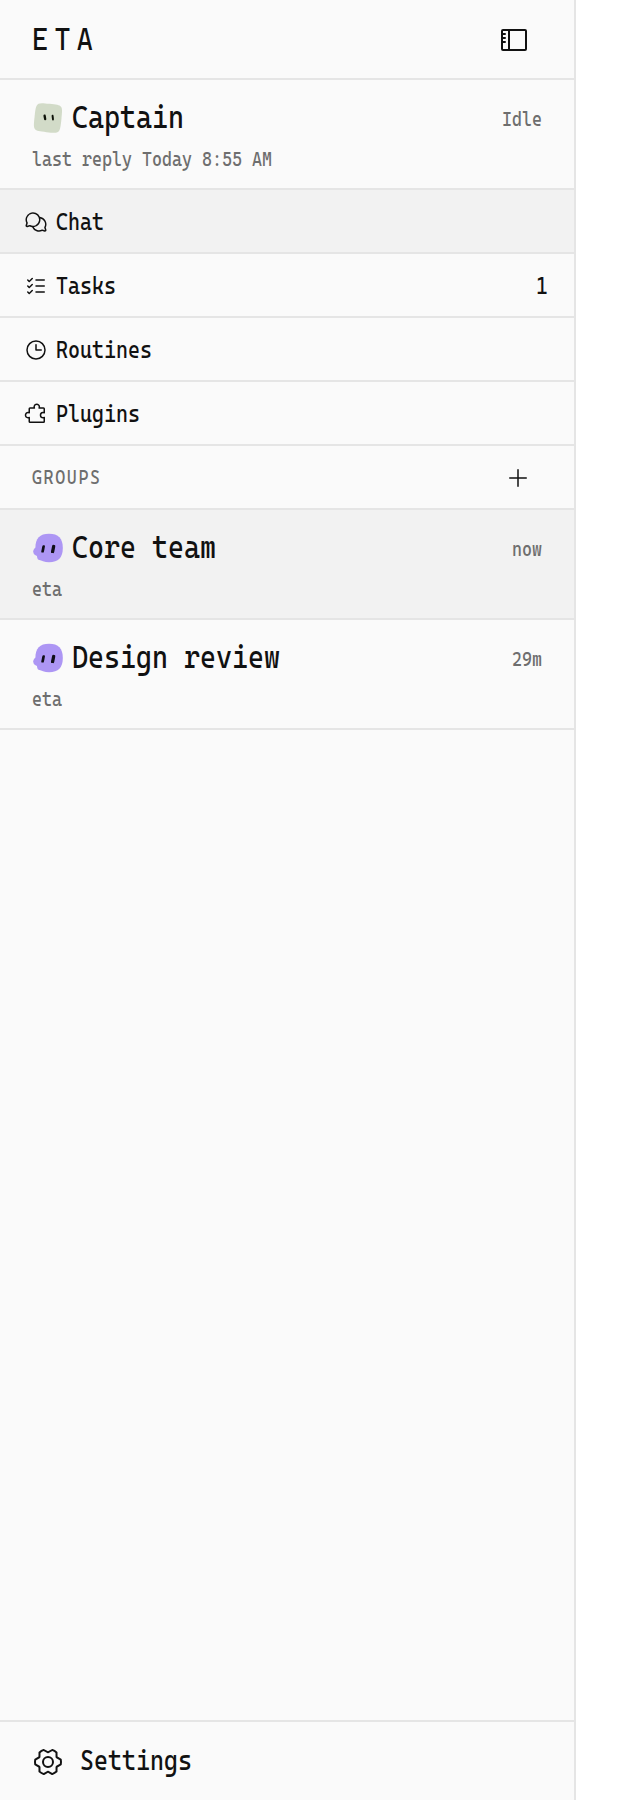 ETA
Captain
Idle
last reply Today 8:55 AM
Chat
Tasks
1
Routines
Plugins
GROUPS
Core team
now
eta
Design review
29m
eta
Settings